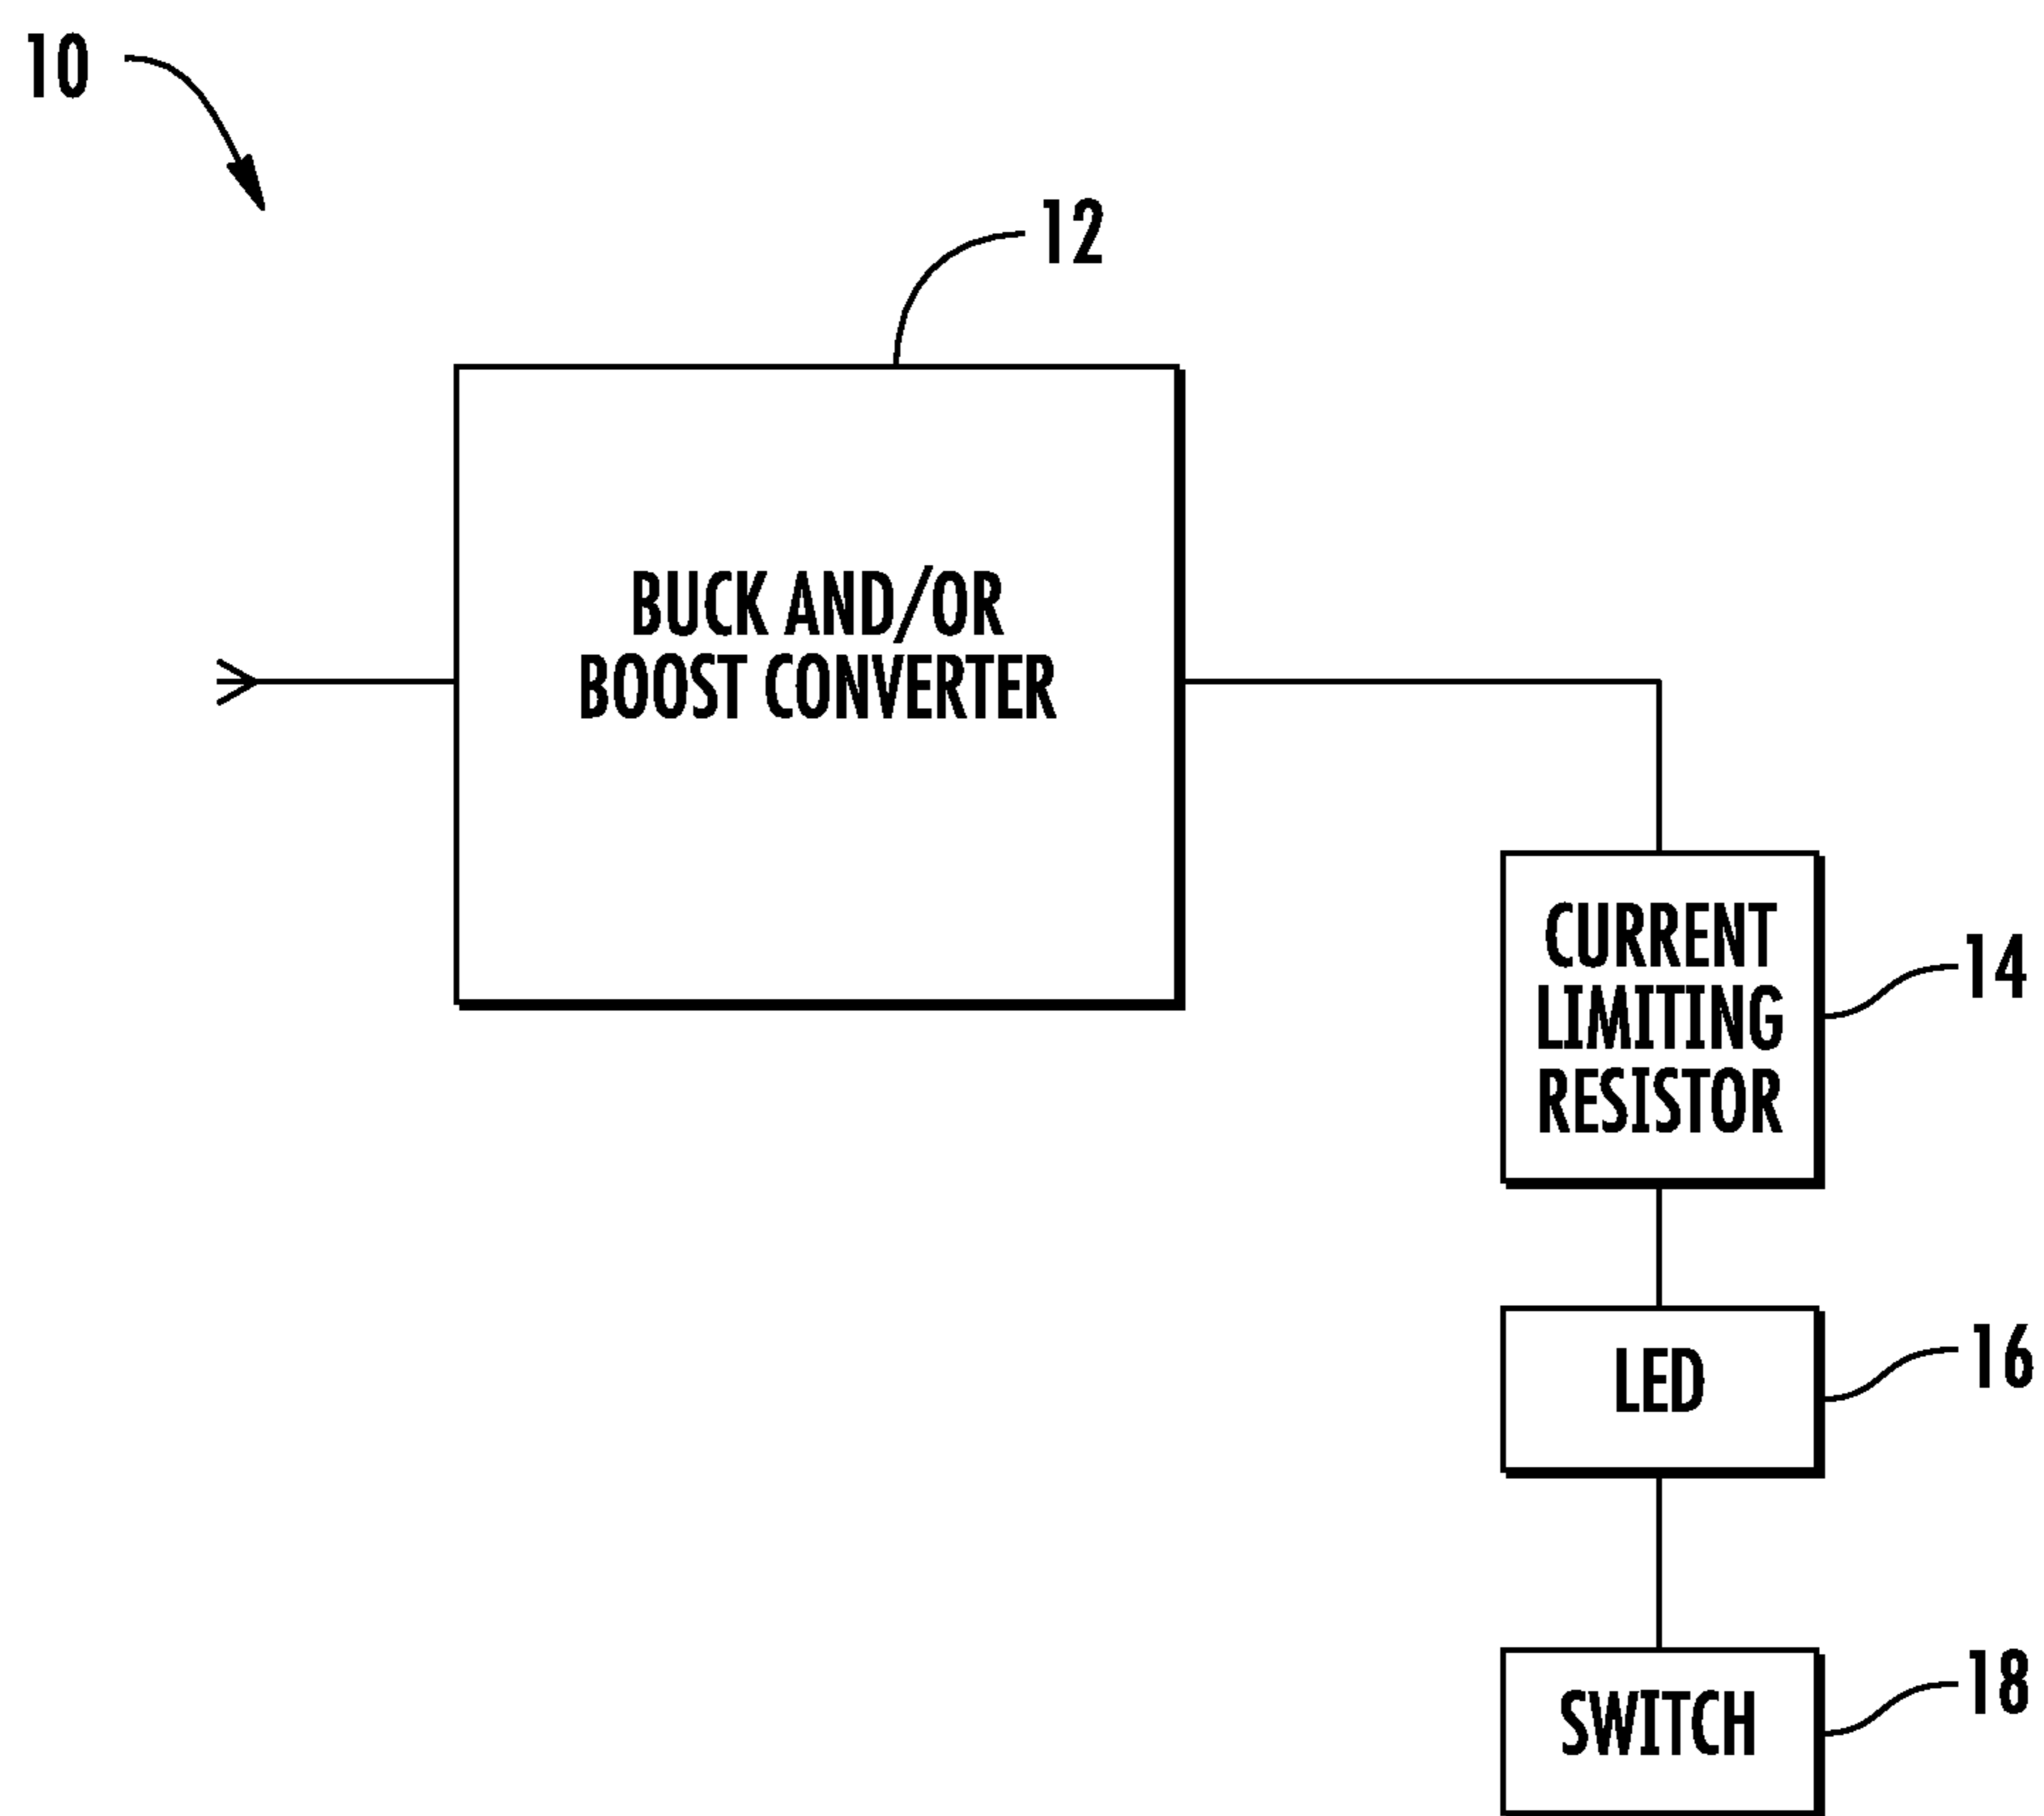 10
12
BUCK AND/OR
BOOST CONVERTER
CURRENT
LIMITING
RESISTOR
14
LED
16
SWITCH
18